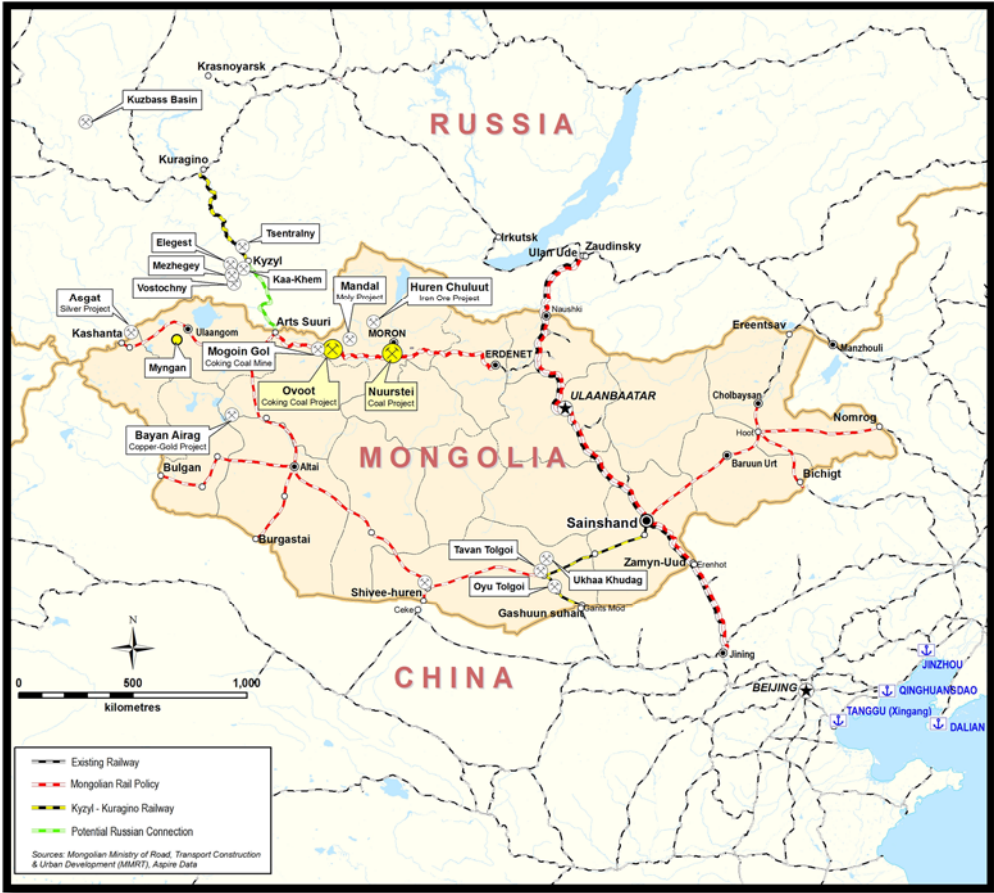 Krasnoyarsk
Kuzbass Basin
RUSSIA
Kuragino
Tsentralny
Elegest
Irkutsk
Zaudinsky
Ulan Ude
Kyzyl
Mezhegey
Kaa-Khem
Vostochny
Mandal
Moly Project
Huren Chuluut
Iron Ore Project
Asgat
Silver Project
Naushki
Arts Suuri
Kashanta
Ulaangom
MORON
Ereentsav
Manzhouli
Myngan
Mogoin Gol
Coking Coal Mine
ERDENET
Ovoot
Coking Coal Project
Nuurstei
Coal Project
ULAANBAATAR
Cholbaysan
Nomrog
Bayan Airag
Copper-Gold Project
Hoot
MONGOLIA
Bulgan
Altai
Baruun Urt
Bichigt
Sainshand
Burgastai
Tavan Tolgoi
Zamyn-Uud
Erenhot
Ukhaa Khudag
Oyu Tolgoi
Shivee-huren
Ceke
Gashuun suhait
Gants Mod
N
Jining
JINZHOU
CHINA
BEIJING
QINGHUANSDAO
0 500 1,000
kilometres
TANGGU (Xingang)
DALIAN
Existing Railway
Mongolian Rail Policy
Kyzyl - Kuragino Railway
Potential Russian Connection
Sources: Mongolian Ministry of Road, Transport Construction
& Urban Development (MMRT), Aspire Data